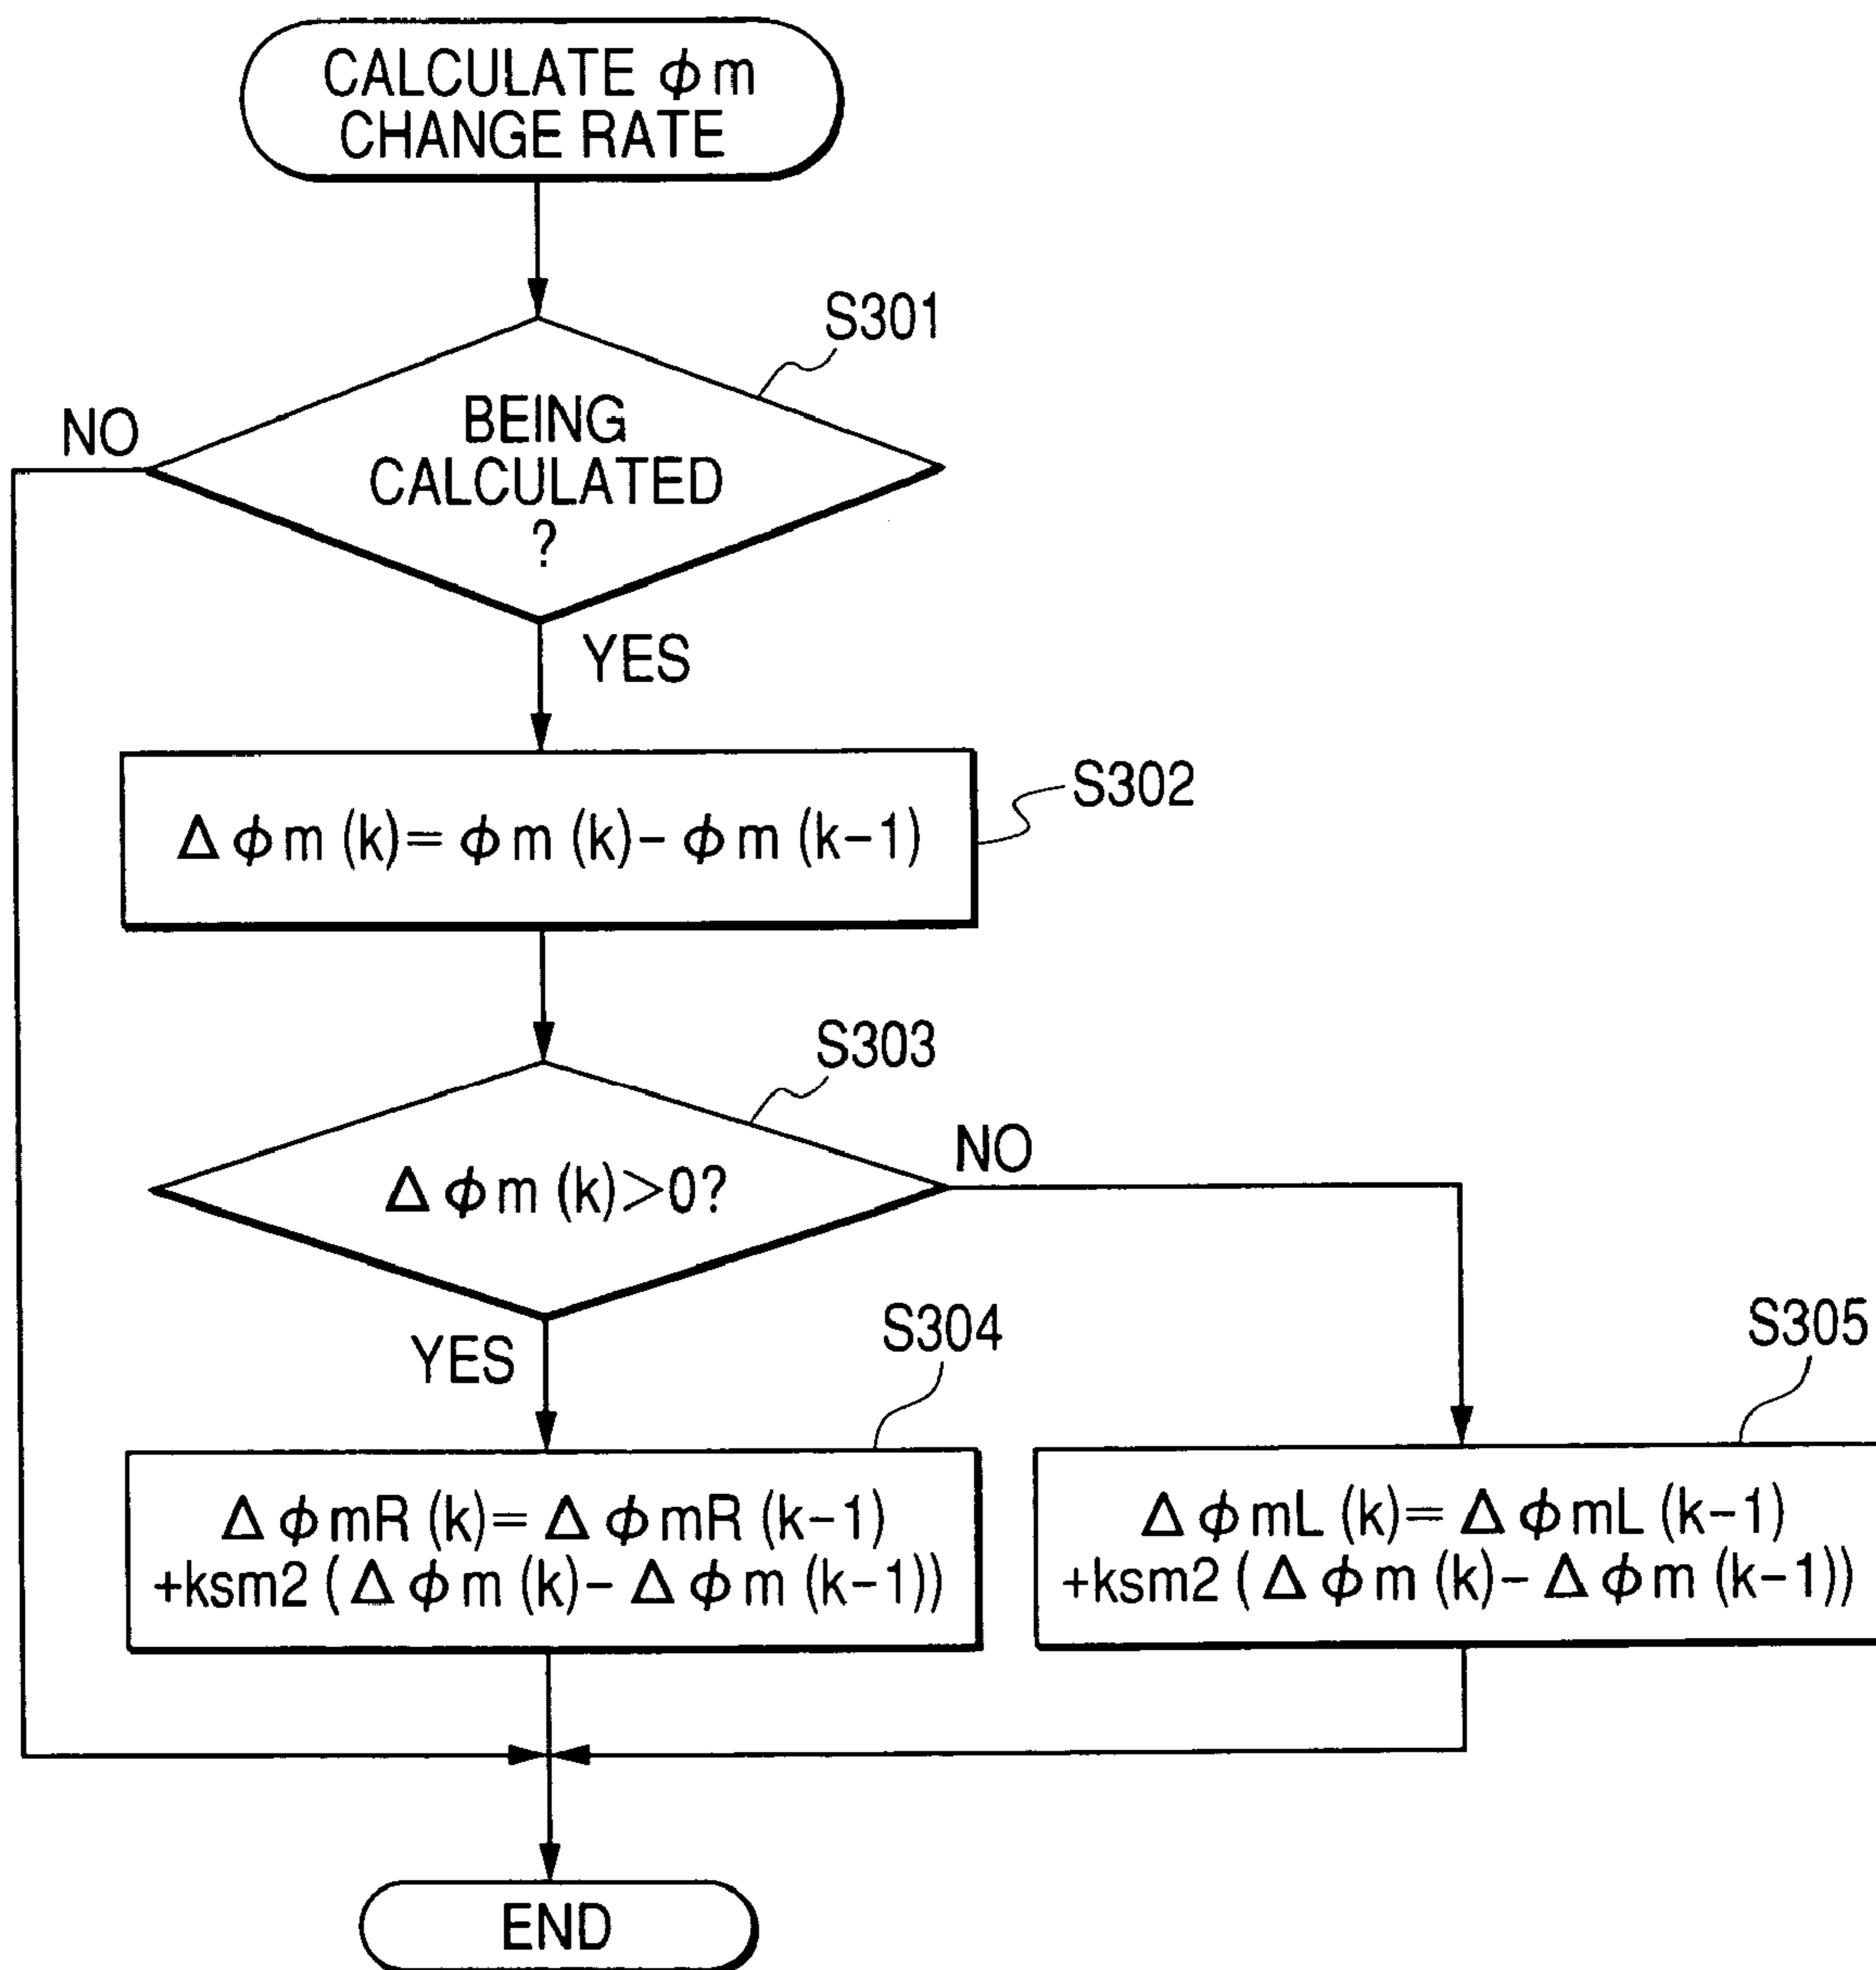 CALCULATE ϕm
CHANGE RATE
S301
NO
BEING
CALCULATED
?
YES
S302
Δϕm (k)= ϕm (k)- ϕm (k-1)
S303
NO
Δϕm (k)>0?
YES
S304
S305
ΔϕmR (k)= ΔϕmR (k-1)
+ksm2 (Δϕm (k)- Δϕm (k-1))
ΔϕmL (k)= ΔϕmL (k-1)
+ksm2 (Δϕm (k)- Δϕm (k-1))
END